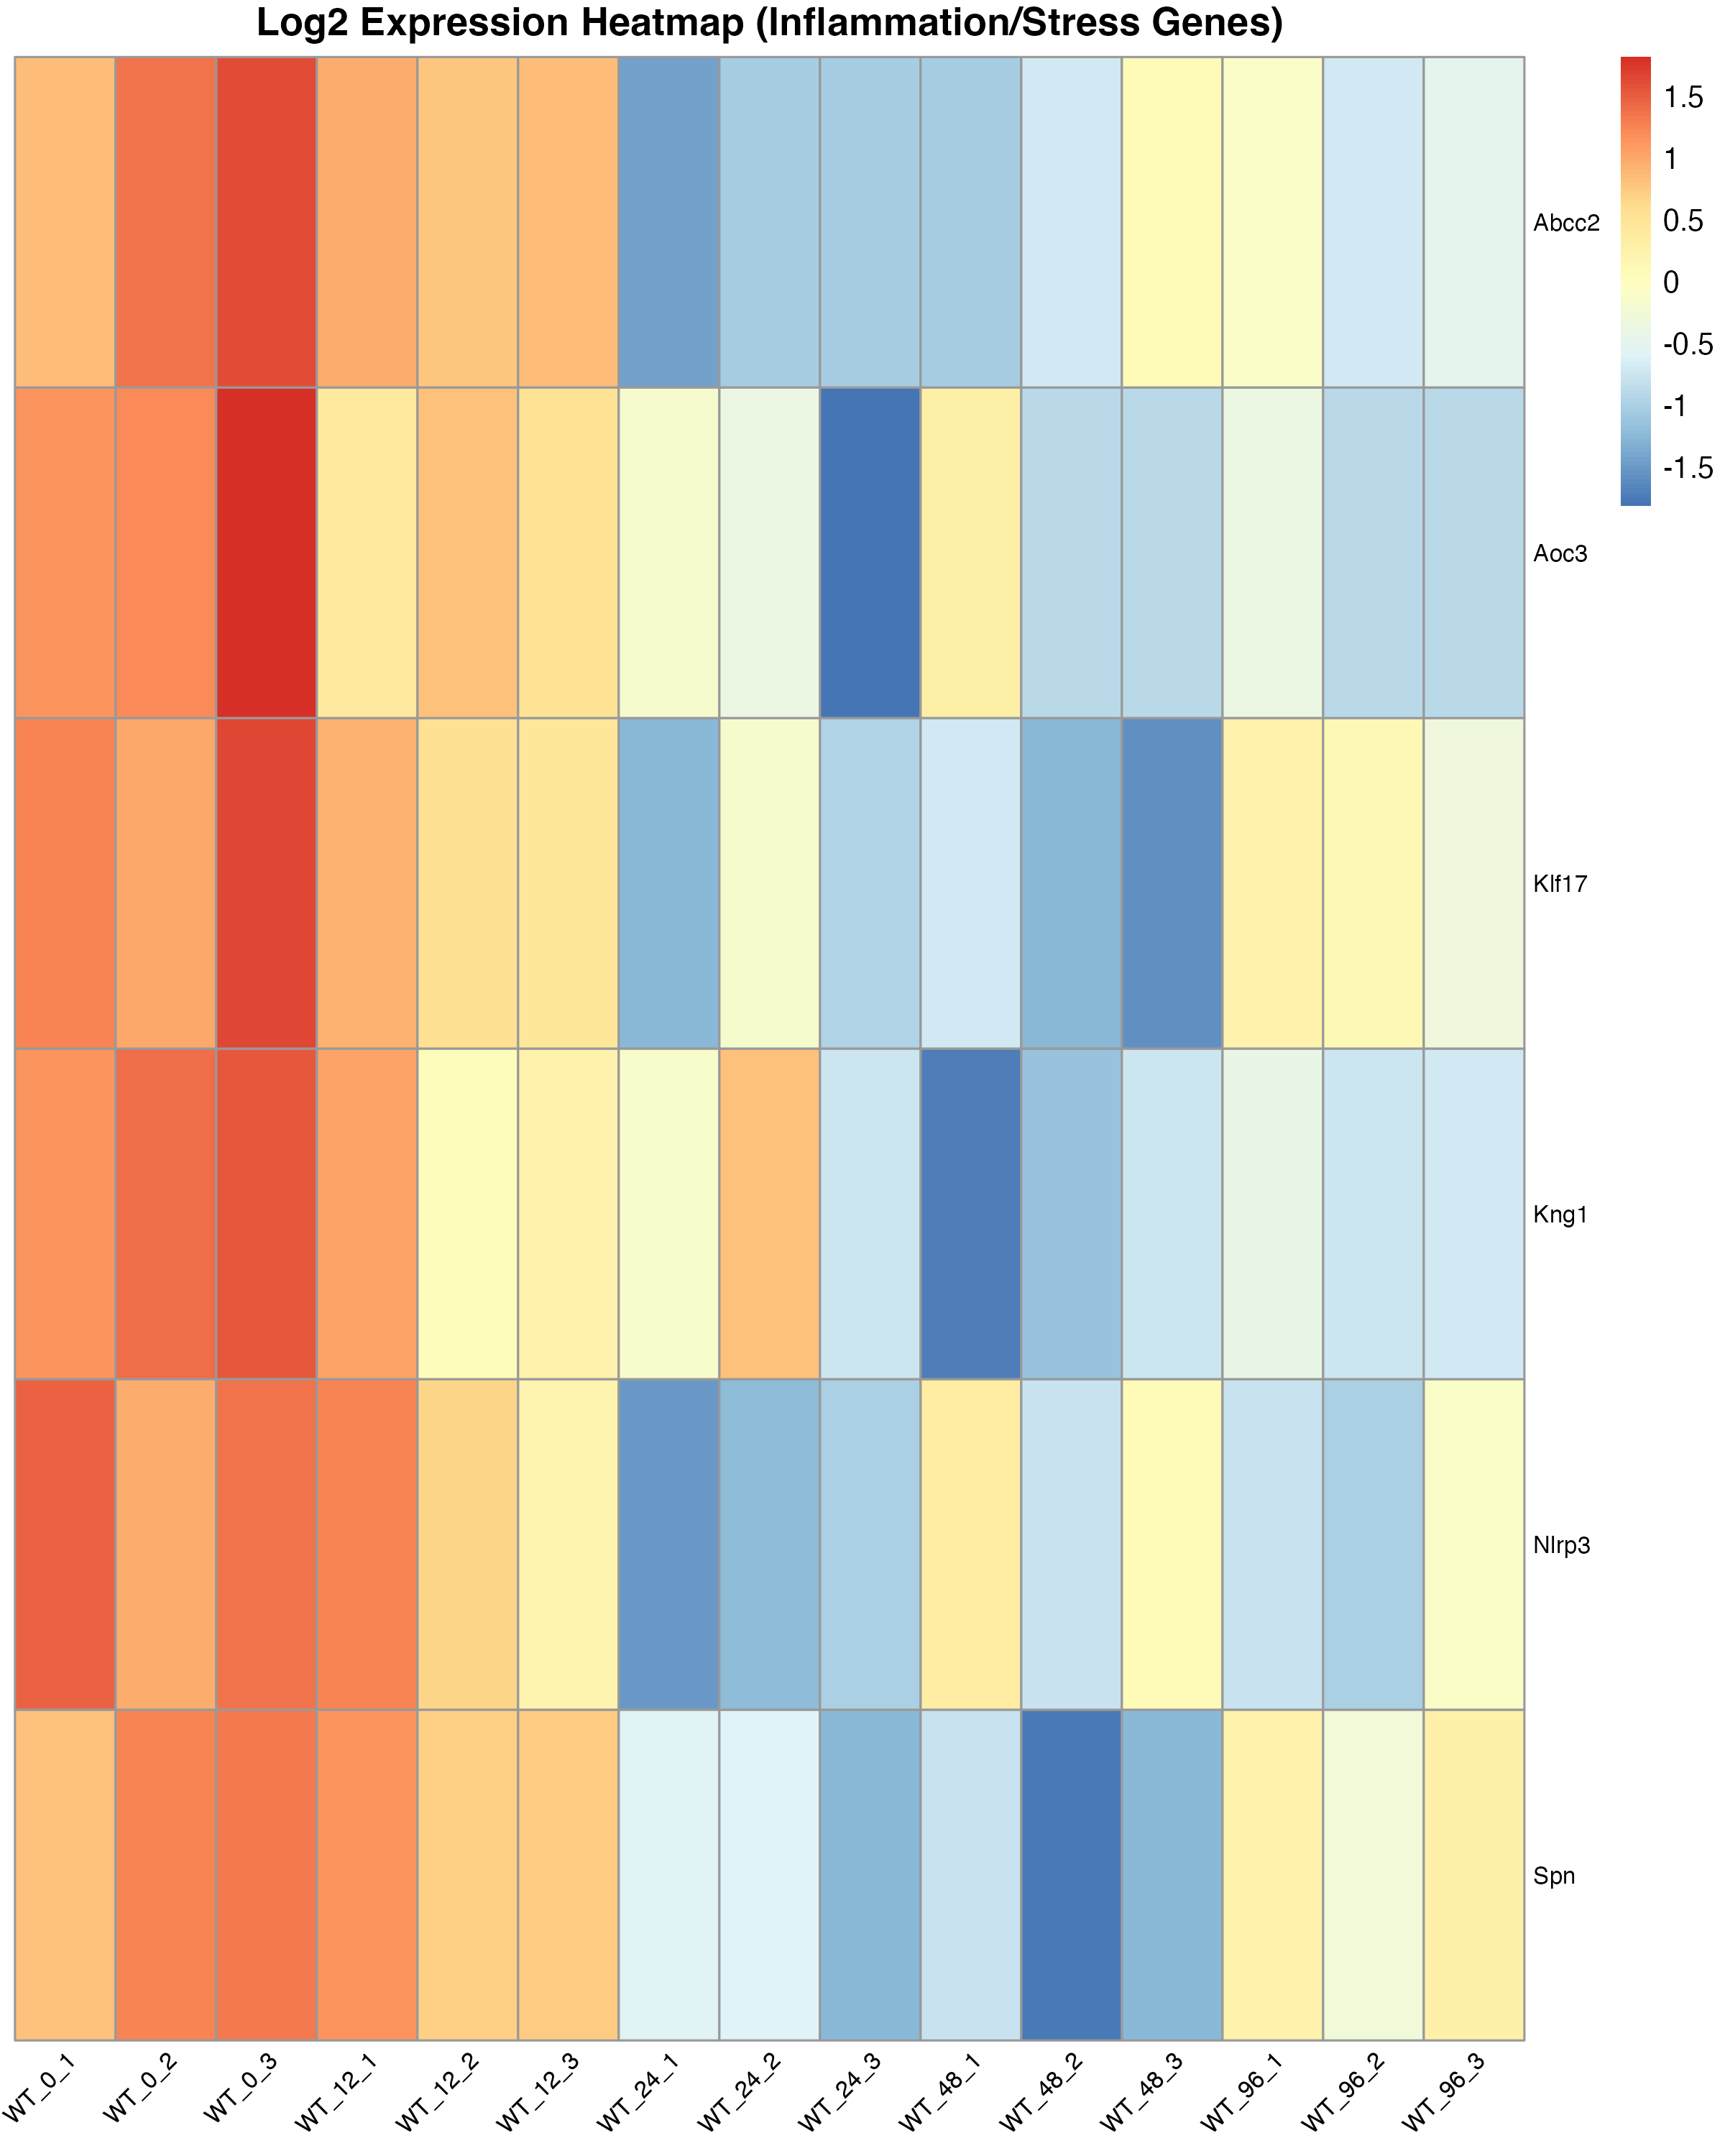 Log2 Expression Heatmap (Inflammation/Stress Genes)
1.5
1
0.5
0
-0.5
-1
-1.5
Abcc2
Aoc3
Klf17
Kng1
Nlrp3
Spn
WT_0_1
WT_0_2
WT_0_3
WT_12_1
WT_12_2
WT_12_3
WT_24_1
WT_24_2
WT_24_3
WT_48_1
WT_48_2
WT_48_3
WT_96_1
WT_96_2
WT_96_3